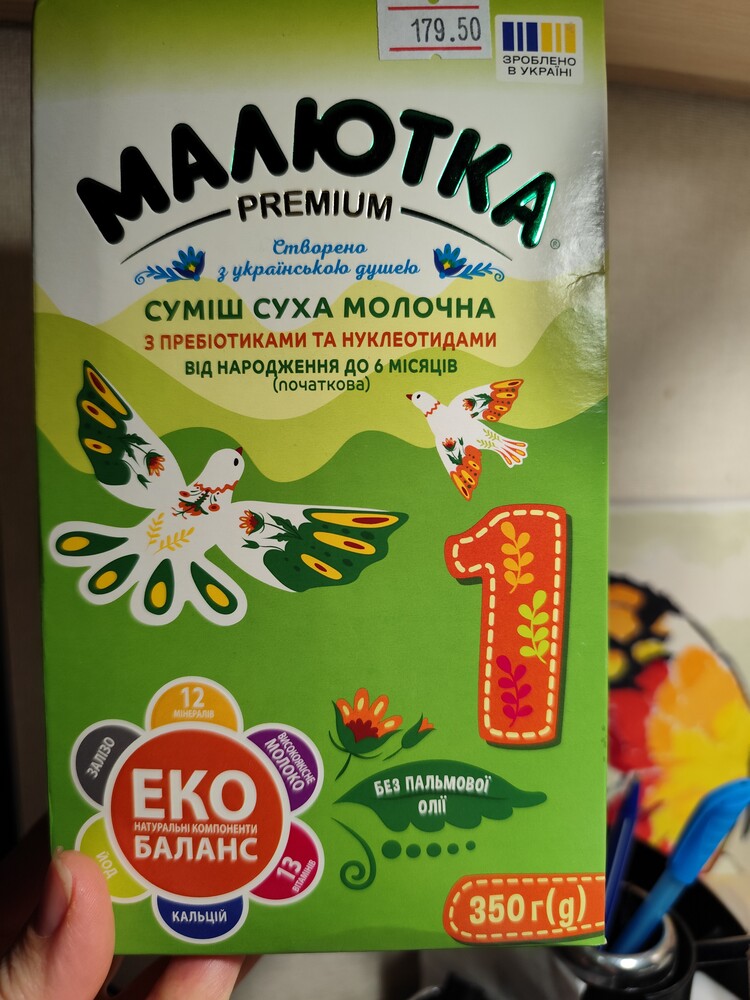 179.50
ЗРОБЛЕНО
В УКРАЇНІ
МАЛЮТКА
PREMIUM
®
Створено
з українською душею
СУМІШ СУХА МОЛОЧНА
З ПРЕБІОТИКАМИ ТА НУКЛЕОТИДАМИ
ВІД НАРОДЖЕННЯ ДО 6 МІСЯЦІВ
(початкова)
1
12
МІНЕРАЛІВ
ЗАЛІЗО
ВИСОКОЯКІСНЕ
МОЛОКО
ЕКО
НАТУРАЛЬНІ КОМПОНЕНТИ
БАЛАНС
ЙОД
13
ВІТАМІНІВ
КАЛЬЦІЙ
БЕЗ ПАЛЬМОВОЇ
ОЛІЇ
350 г(g)